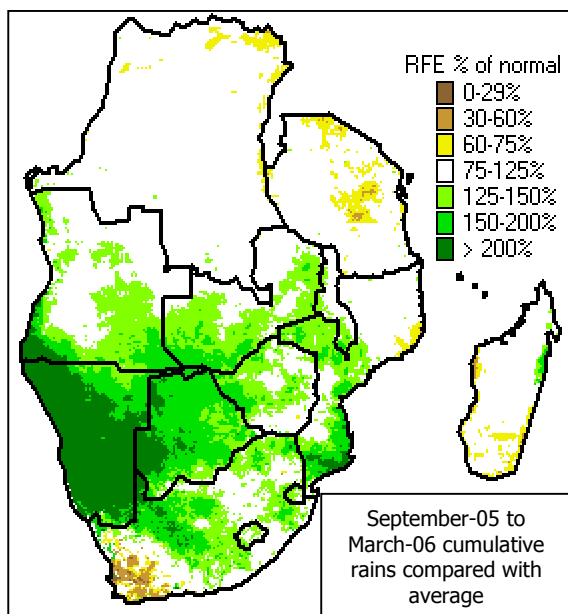 RFE % of normal
0-29%
30-60%
60-75%
75-125%
125-150%
150-200%
> 200%
September-05 to
March-06 cumulative
rains compared with
average